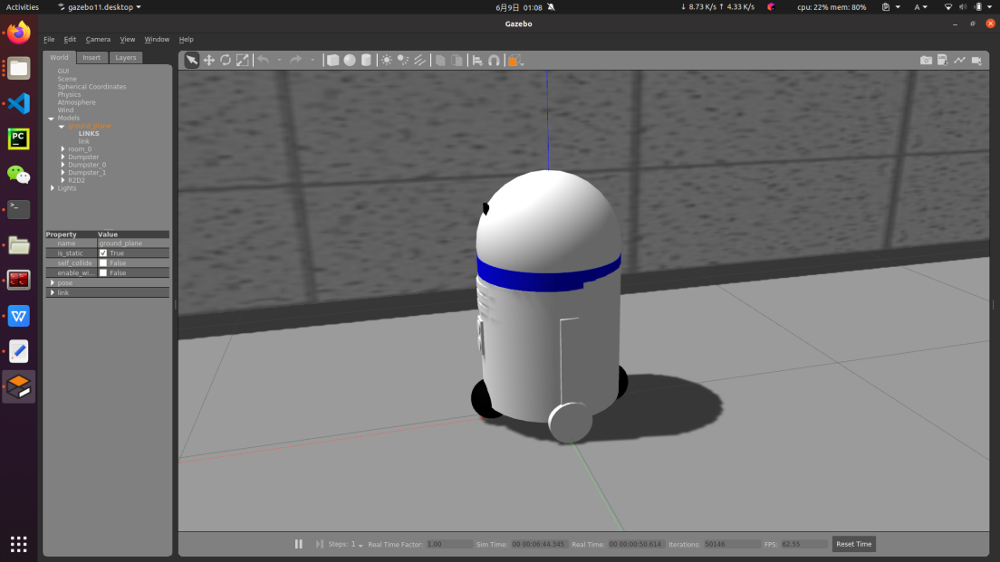 Activities gazebo11.desktop 6月9日 01:08 ↓ 8.73 K/s ↑ 4.33 K/s cpu: 22% mem: 80% A
Gazebo
File Edit Camera View Window Help
World Insert Layers
GUI
Scene
Spherical Coordinates
Physics
Atmosphere
Wind
Models
ground_plane
LINKS
link
room_0
Dumpster
Dumpster_0
Dumpster_1
R2D2
Lights
Property Value
name ground_plane
is_static True
self_collide False
enable_wi... False
pose
link
PC
Steps: 1 Real Time Factor: 1.00 Sim Time: 00 00:06:44.345 Real Time: 00 00:00:50.614 Iterations: 50146 FPS: 62.55 Reset Time